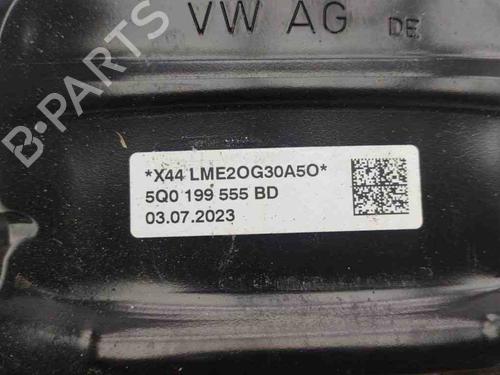 VW AG DE
B-PARTS
*X44 LME2OG30A5O*
5Q0 199 555 BD
03.07.2023